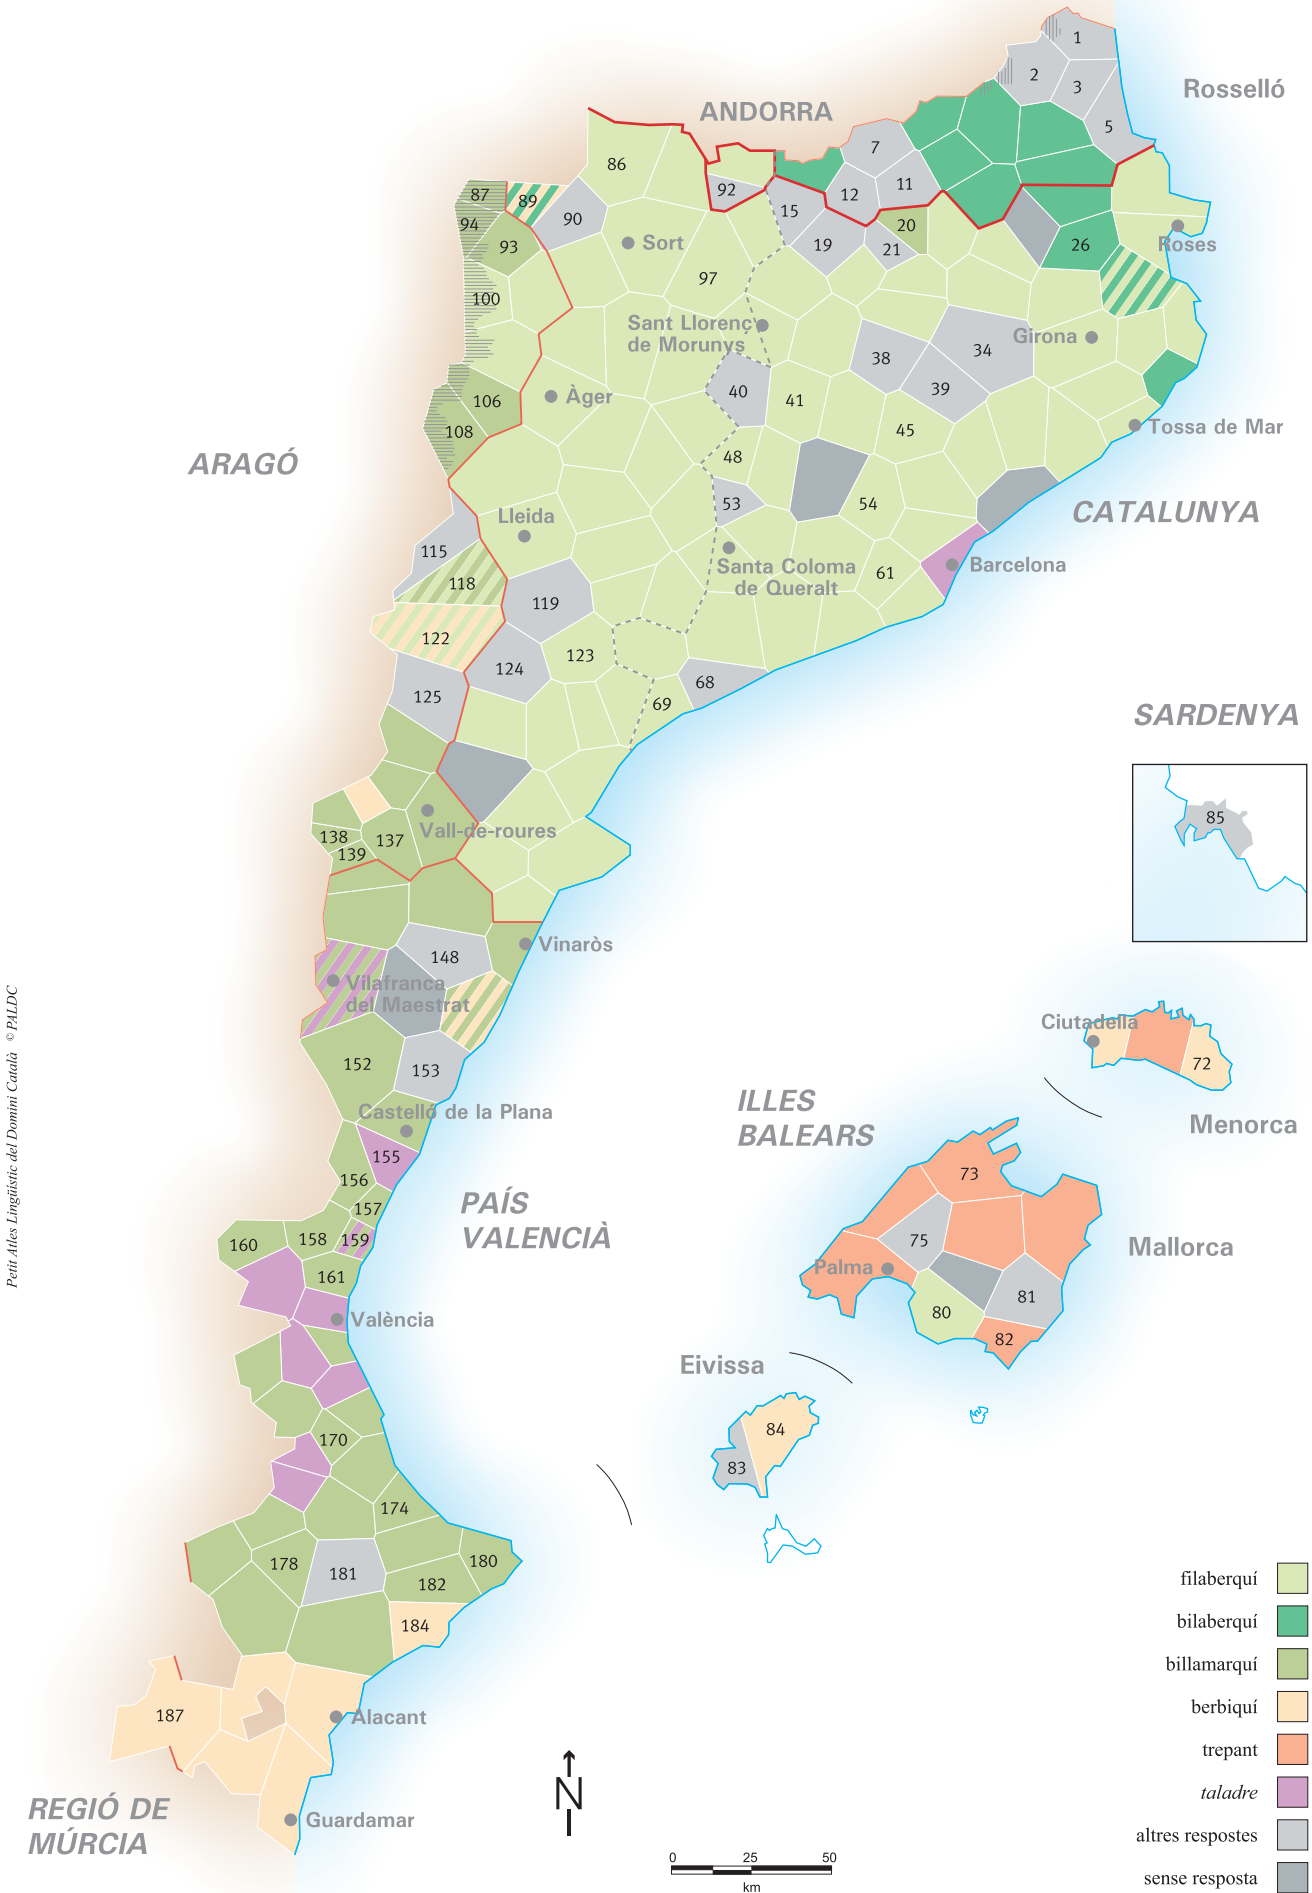 1
2
Rosselló
3
ANDORRA
5
7
86
11
92
12
87
89
15
90
94
20
93
Sort
19
21
26
Roses
97
100
Sant Llorenç
de Morunys
Girona
38
34
39
40
Àger
106
41
108
45
Tossa de Mar
ARAGÓ
48
53
54
CATALUNYA
Lleida
115
Santa Coloma
de Queralt
Barcelona
61
118
119
122
123
124
68
125
69
SARDENYA
85
Vall-de-roures
138
137
139
Vinaròs
148
Vilafranca
del Maestrat
Ciutadella
152
153
72
Castelló de la Plana
ILLES
BALEARS
Menorca
155
73
156
157
PAÍS
VALENCIÀ
158
159
160
75
Mallorca
Palma
161
81
80
València
82
Eivissa
84
170
83
174
178
181
180
182
184
187
Alacant
Guardamar
REGIÓ DE
MÚRCIA
N
0 25 50
km
filaberquí
bilaberquí
billamarquí
berbiquí
trepant
taladre
altres respostes
sense resposta
Petit Atles Lingüístic del Domini Català © PALDC